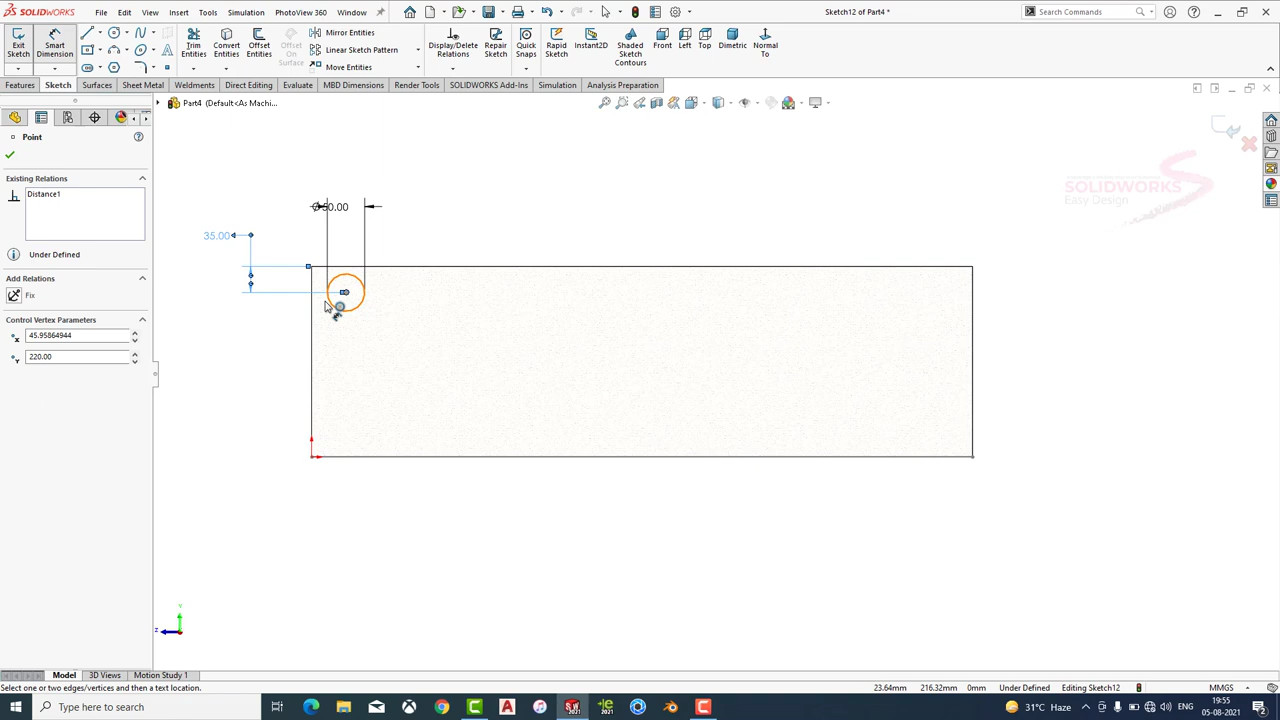 SOLIDWORKS File Edit View Insert Tools Simulation PhotoView 360 Window Sketch12 of Part4 * Search Commands
Exit Sketch Smart Dimension Trim Entities Convert Entities Offset Entities Offset On Surface Mirror Entities Linear Sketch Pattern Move Entities Display/Delete Relations Repair Sketch Quick Snaps Rapid Sketch Instant2D Shaded Sketch Contours Front Left Top Dimetric Normal To
Features Sketch Surfaces Sheet Metal Weldments Direct Editing Evaluate MBD Dimensions Render Tools SOLIDWORKS Add-Ins Simulation Analysis Preparation
Part4 (Default<As Machi...
Point
Existing Relations
Distance1
Under Defined
Add Relations
Fix
Control Vertex Parameters
45.95864944
220.00
Ø50.00
35.00
SOLIDWORKS
Easy Design
Y
Z
Model 3D Views Motion Study 1
Select one or two edges/vertices and then a text location. 23.64mm 216.32mm 0mm Under Defined Editing Sketch12 MMGS
Type here to search 31°C Haze ENG 19:55
05-08-2021